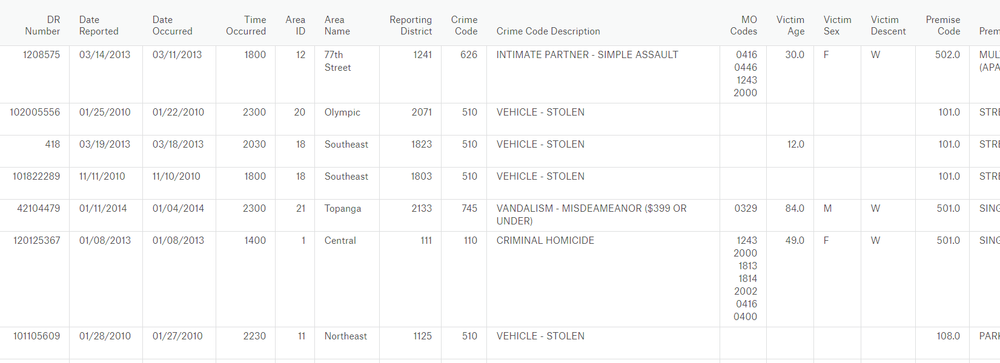 DR Number Date Reported Date Occurred Time Occurred Area ID Area Name Reporting District Crime Code Crime Code Description MO Codes Victim Age Victim Sex Victim Descent Premise Code Prem
1208575 03/14/2013 03/11/2013 1800 12 77th 1241 626 INTIMATE PARTNER - SIMPLE ASSAULT 0416 30.0 F W 502.0 MUL
Street 0446 (APA
1243
2000
102005556 01/25/2010 01/22/2010 2300 20 Olympic 2071 510 VEHICLE - STOLEN 101.0 STRE
418 03/19/2013 03/18/2013 2030 18 Southeast 1823 510 VEHICLE - STOLEN 12.0 101.0 STRE
101822289 11/11/2010 11/10/2010 1800 18 Southeast 1803 510 VEHICLE - STOLEN 101.0 STRE
42104479 01/11/2014 01/04/2014 2300 21 Topanga 2133 745 VANDALISM - MISDEAMEANOR ($399 OR 0329 84.0 M W 501.0 SING
UNDER)
120125367 01/08/2013 01/08/2013 1400 1 Central 111 110 CRIMINAL HOMICIDE 1243 49.0 F W 501.0 SING
2000
1813
1814
2002
0416
0400
101105609 01/28/2010 01/27/2010 2230 11 Northeast 1125 510 VEHICLE - STOLEN 108.0 PARK